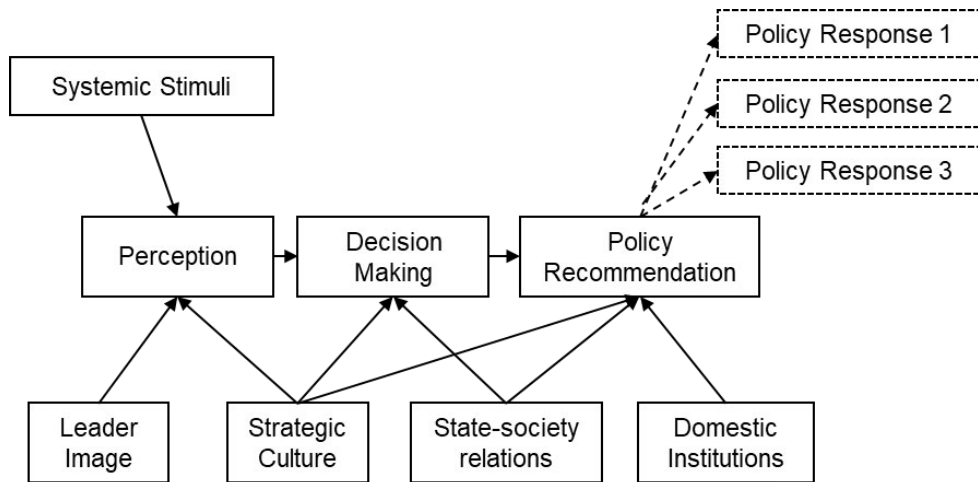 Policy Response 1
Systemic Stimuli
Policy Response 2
Policy Response 3
Perception
Decision
Making
Policy
Recommendation
Leader
Image
Strategic
Culture
State-society
relations
Domestic
Institutions